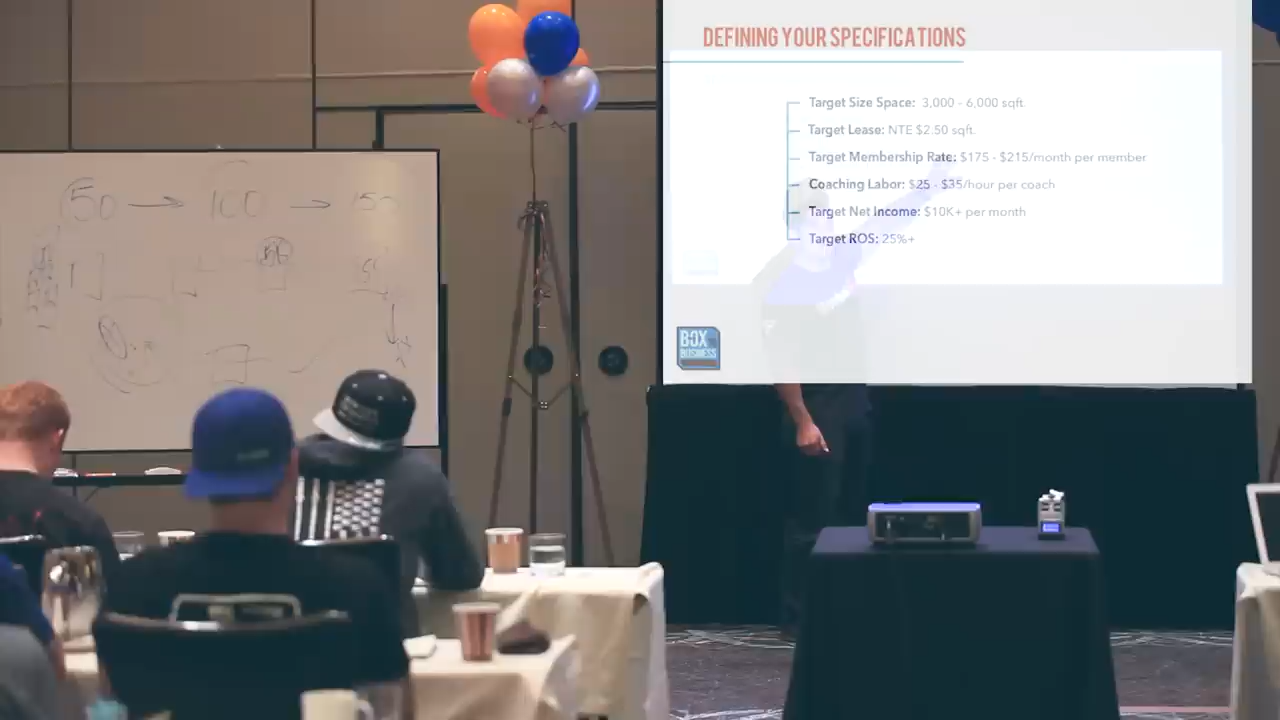 DEFINING YOUR SPECIFICATIONS
Target Size Space: 3,000 - 6,000 sqft.
Target Lease: NTE $2.50 sqft.
Target Membership Rate: $175 - $215/month per member
Coaching Labor: $25 - $35/hour per coach
Target Net Income: $10K+ per month
Target ROS: 25%+
BOX
BUSINESS
50 → 100 → 150